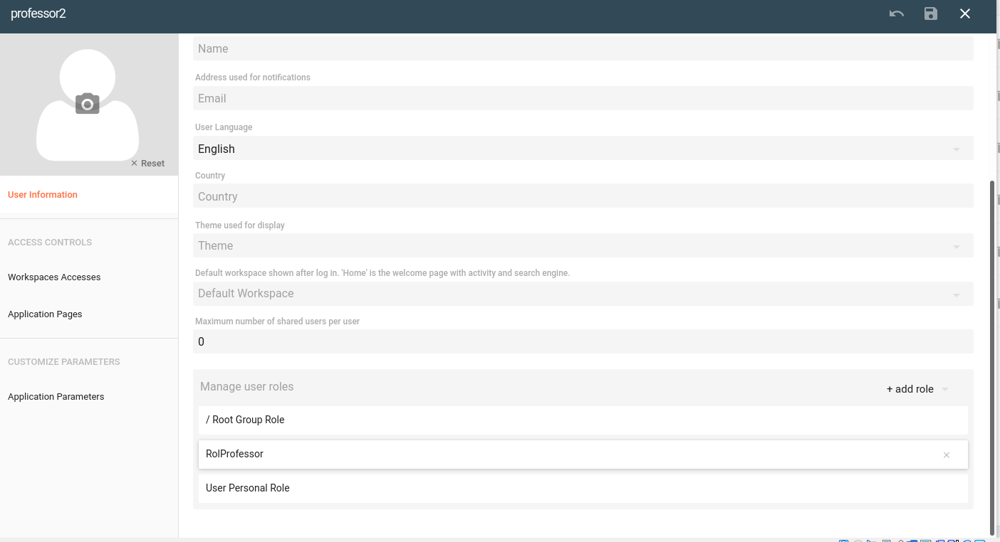 professor2
Name
Address used for notifications
Email
Reset
User Language
English
Country
Country
User Information
Theme used for display
Theme
ACCESS CONTROLS
Default workspace shown after log in. 'Home' is the welcome page with activity and search engine.
Workspaces Accesses
Default Workspace
Application Pages
Maximum number of shared users per user
0
CUSTOMIZE PARAMETERS
Manage user roles
+ add role
Application Parameters
/ Root Group Role
RolProfessor
User Personal Role